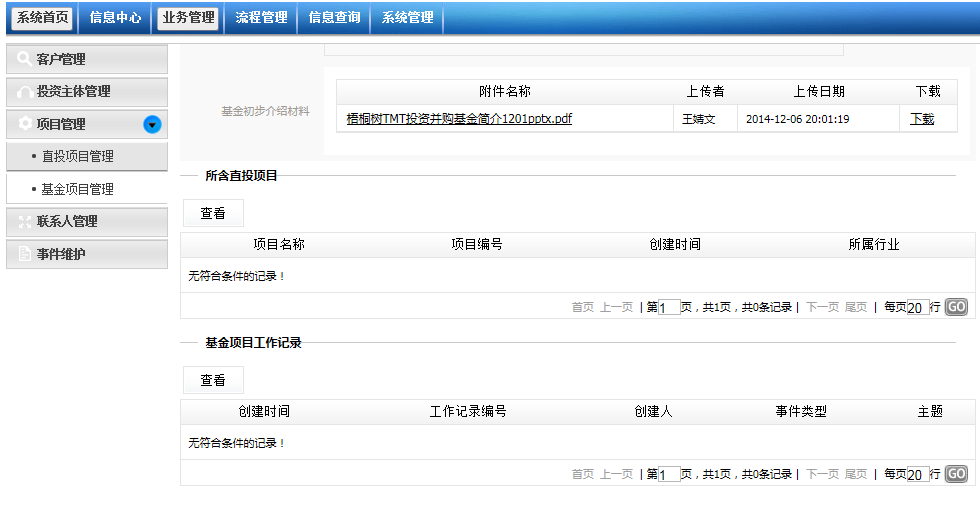 系统首页 信息中心 业务管理 流程管理 信息查询 系统管理
客户管理
投资主体管理
项目管理
• 直投项目管理
• 基金项目管理
联系人管理
事件维护
基金初步介绍材料
附件名称 上传者 上传日期 下载
梧桐树TMT投资并购基金简介1201pptx.pdf 王婧文 2014-12-06 20:01:19 下载
所含直投项目
查看
项目名称 项目编号 创建时间 所属行业
无符合条件的记录！
首页 上一页 | 第1页，共1页，共0条记录 | 下一页 尾页 | 每页20行 GO
基金项目工作记录
查看
创建时间 工作记录编号 创建人 事件类型 主题
无符合条件的记录！
首页 上一页 | 第1页，共1页，共0条记录 | 下一页 尾页 | 每页20行 GO